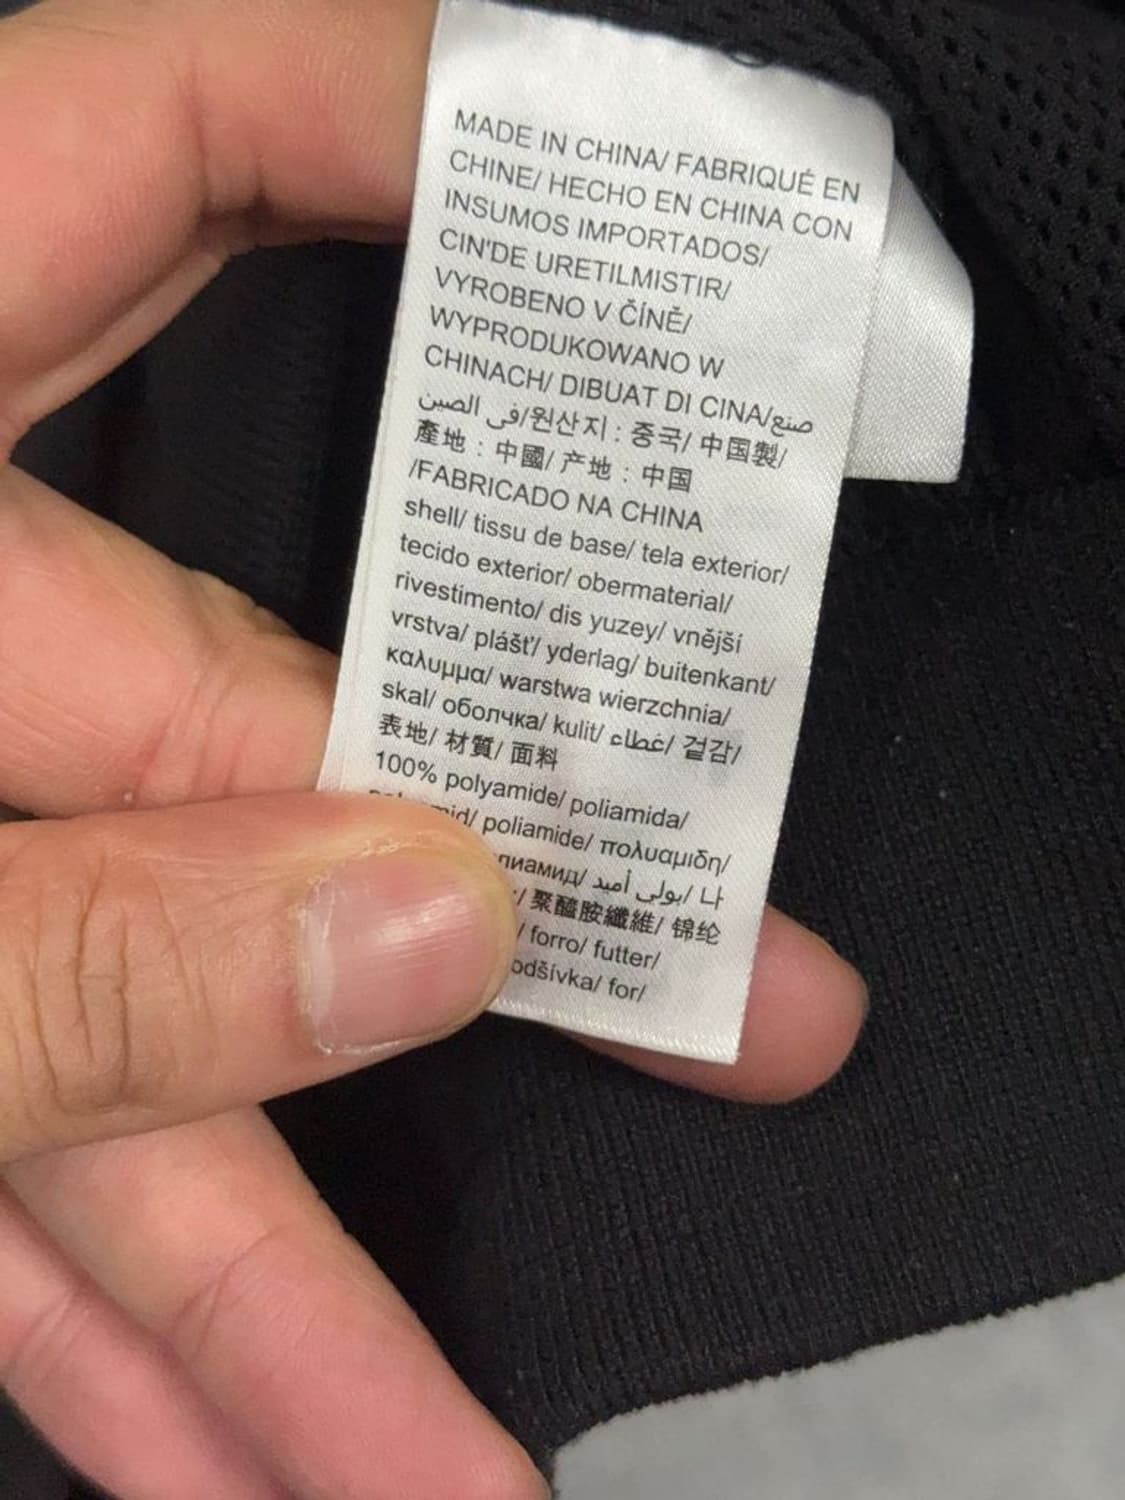 MADE IN CHINA/ FABRIQUÉ EN
CHINE/ HECHO EN CHINA CON
INSUMOS IMPORTADOS/
CIN'DE URETILMISTIR/
VYROBENO V ČÍNĚ/
WYPRODUKOWANO W
CHINACH/ DIBUAT DI CINA/صنع
في الصين/원산지 : 중국/ 中国製/
產地 : 中國/ 产地 : 中国
/FABRICADO NA CHINA
shell/ tissu de base/ tela exterior/
tecido exterior/ obermaterial/
rivestimento/ dis yuzey/ vnější
vrstva/ plášť/ yderlag/ buitenkant/
καλυμμα/ warstwa wierzchnia/
skal/ оболчка/ kulit/ غطاء/ 겉감/
表地/ 材質/ 面料
100% polyamide/ poliamida/
poliamide/ πολυαμιδη/
بولي أميد/ 나
/ 聚醯胺纖維/ 锦纶
/ forro/ futter/
for/